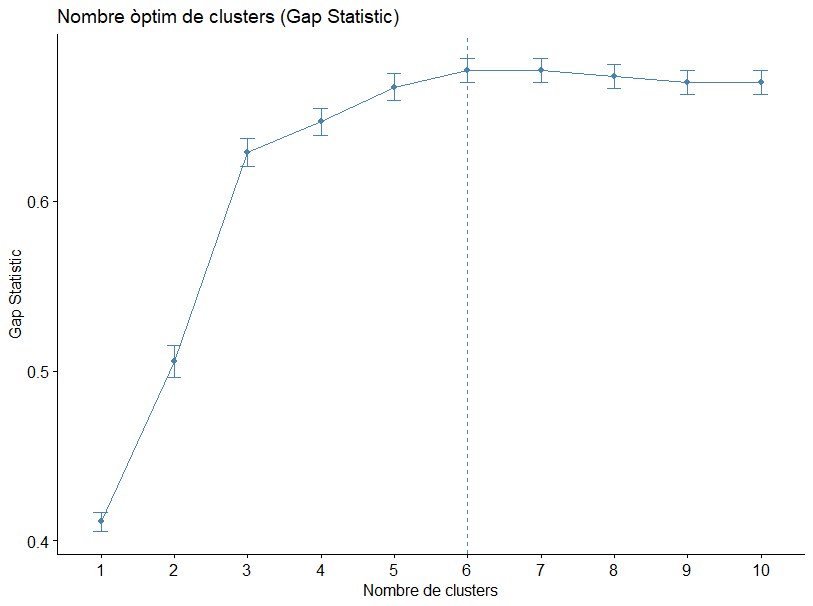 Nombre òptim de clusters (Gap Statistic)
Gap Statistic
0.6
0.5
0.4
1 2 3 4 5 6 7 8 9 10
Nombre de clusters